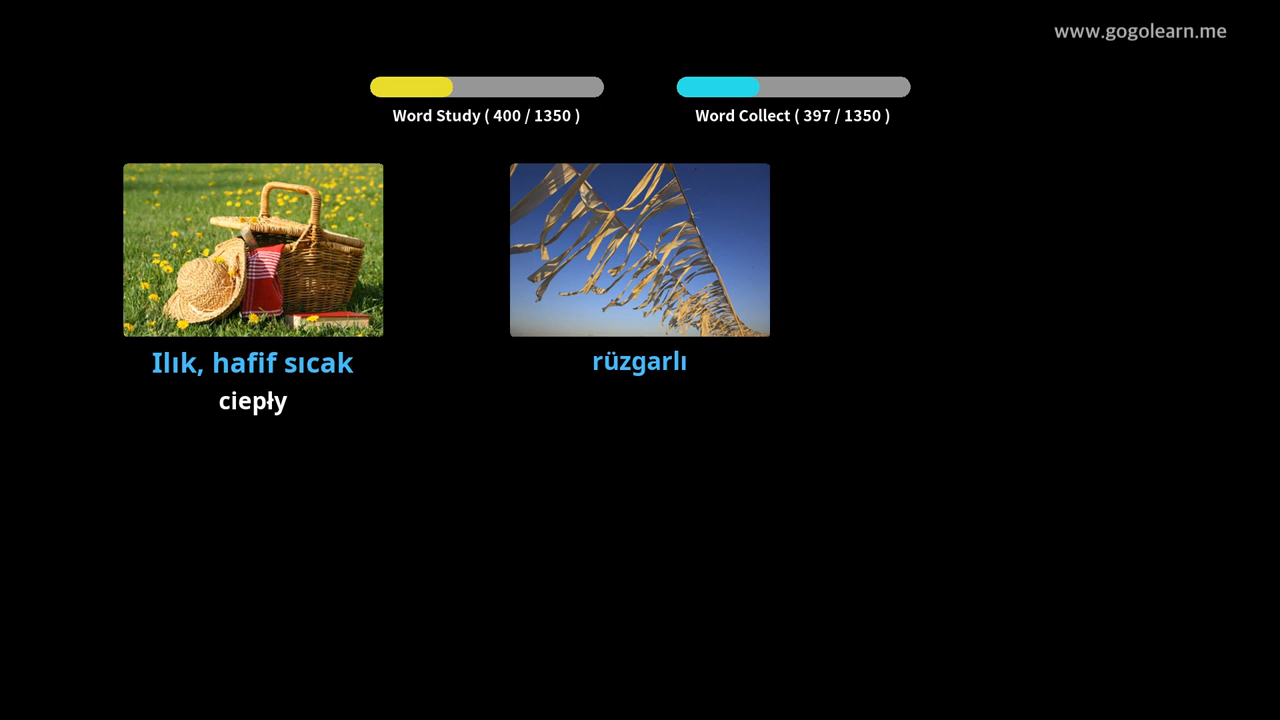 www.gogolearn.me
Word Study ( 400 / 1350 )
Word Collect ( 397 / 1350 )
Ilık, hafif sıcak
ciepły
rüzgarlı